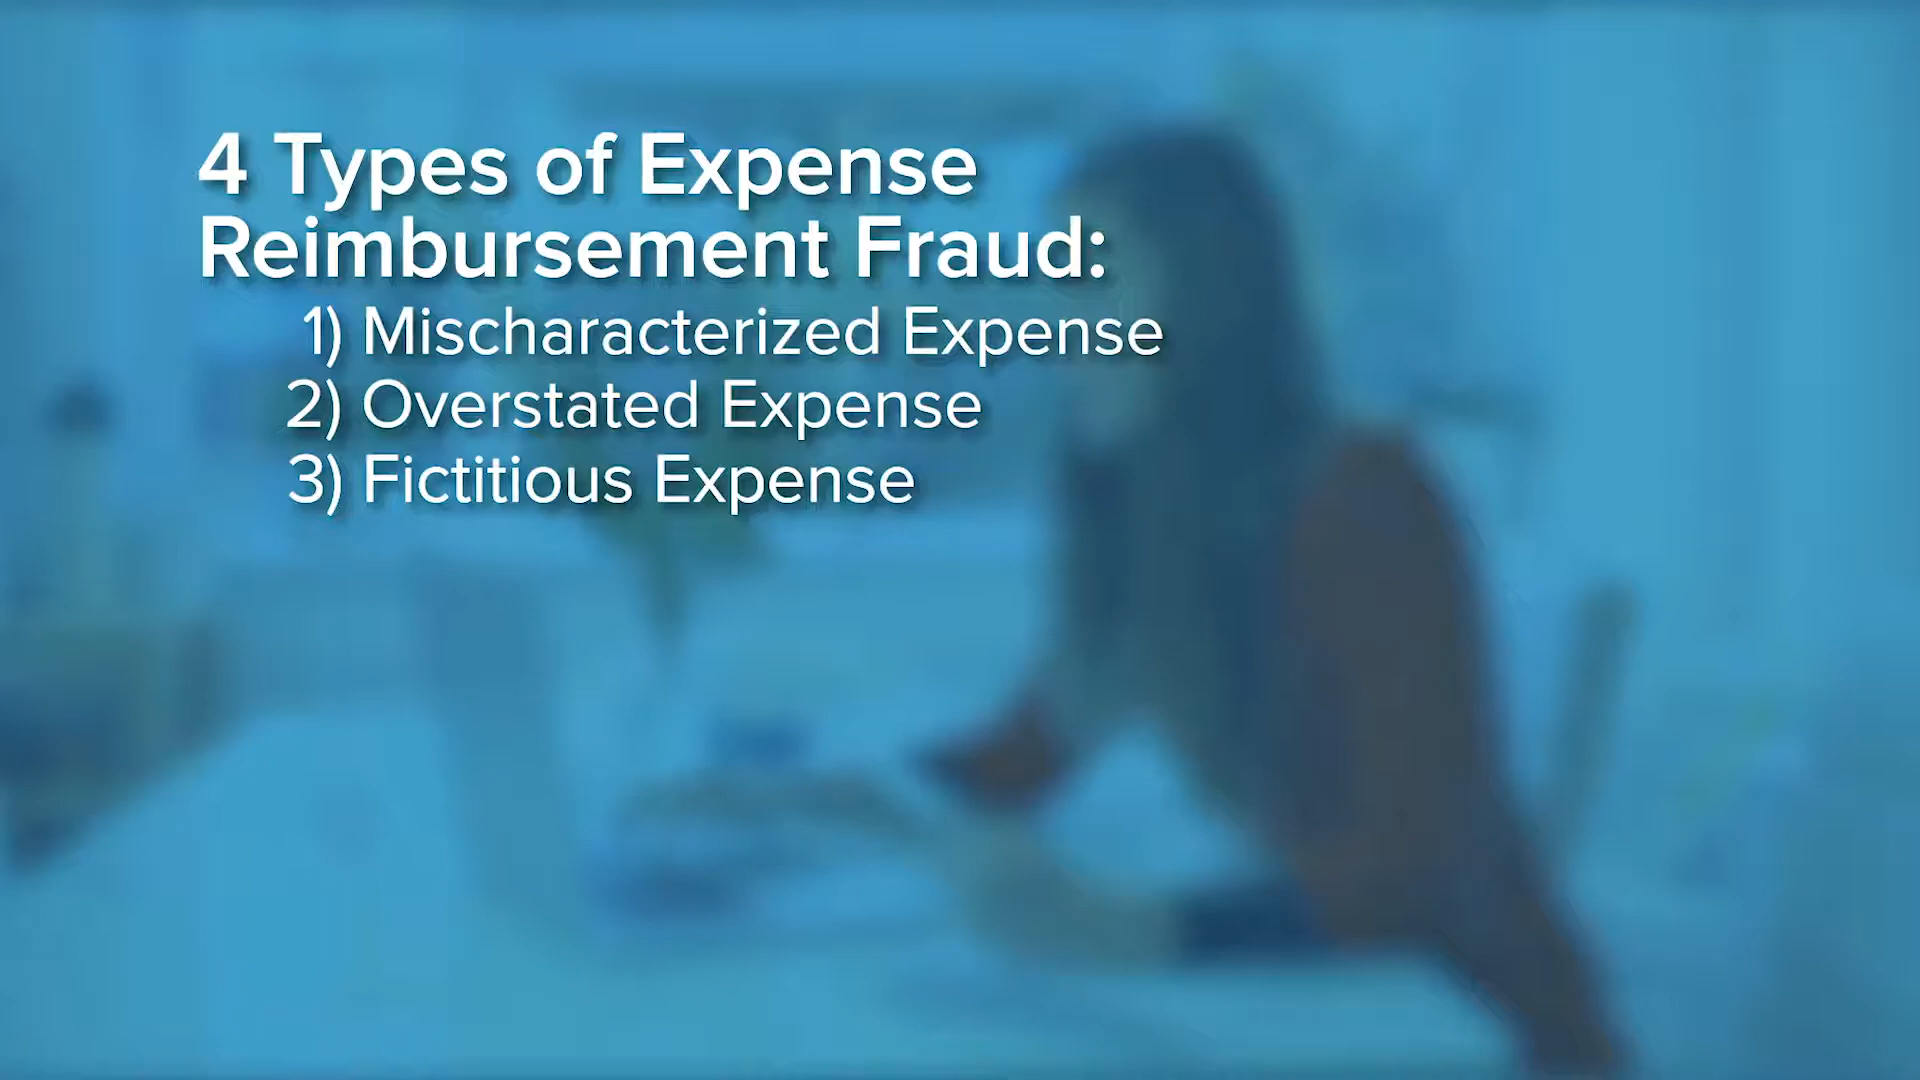 4 Types of Expense
Reimbursement Fraud:
1) Mischaracterized Expense
2) Overstated Expense
3) Fictitious Expense